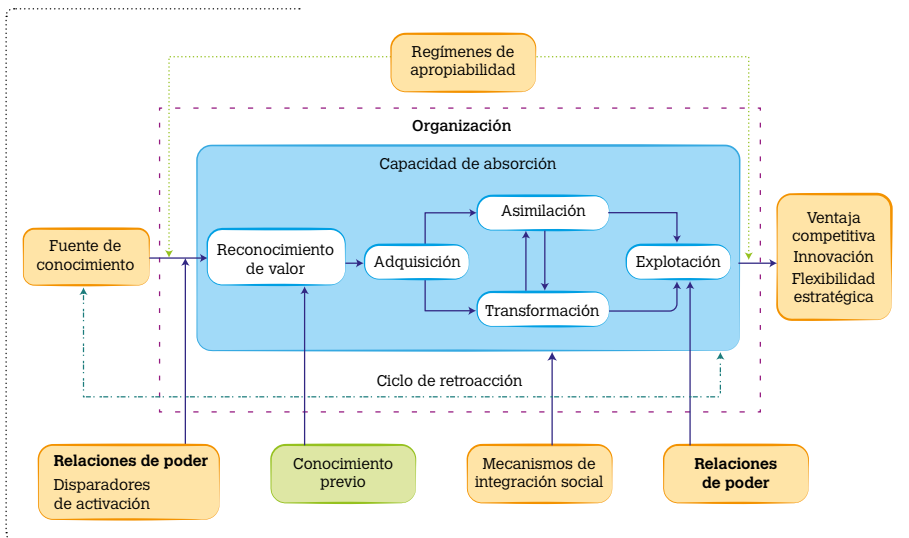 Regímenes de
apropiabilidad
Organización
Capacidad de absorción
Fuente de
conocimiento
Reconocimiento
de valor
Adquisición
Asimilación
Transformación
Explotación
Ventaja
competitiva
Innovación
Flexibilidad
estratégica
Ciclo de retroacción
Relaciones de poder
Disparadores
de activación
Conocimiento
previo
Mecanismos de
integración social
Relaciones
de poder